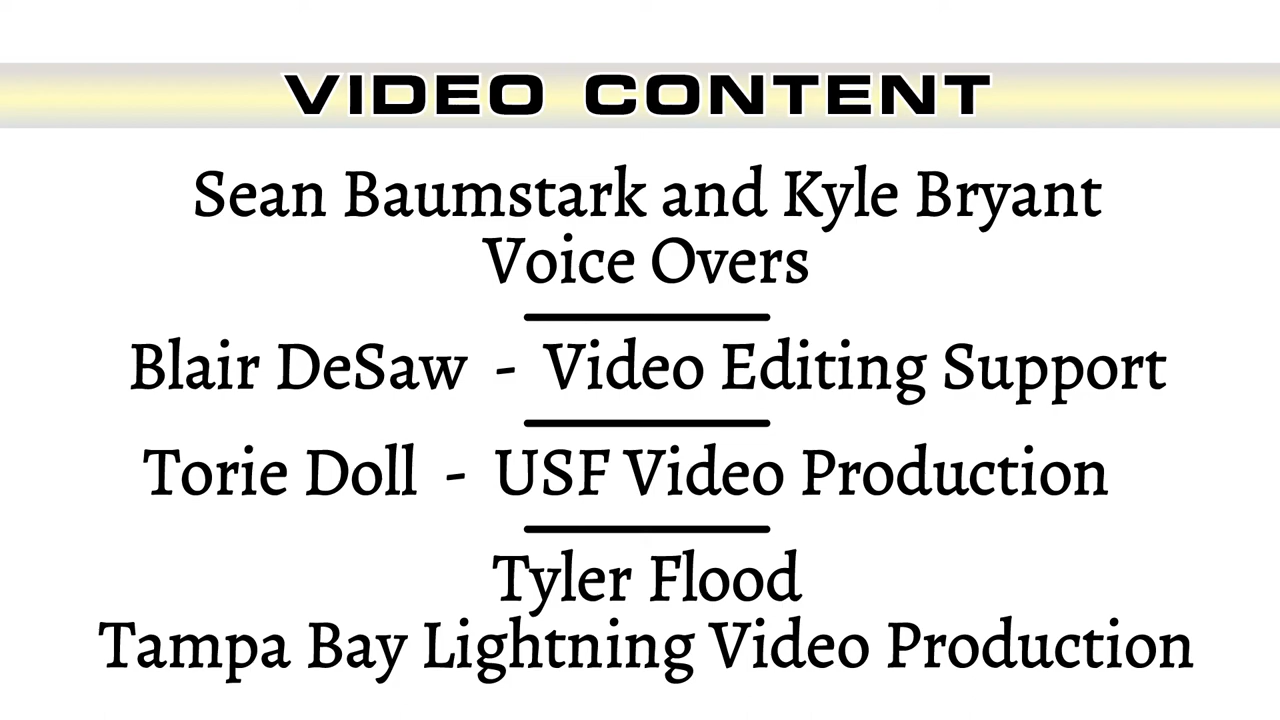 VIDEO CONTENT
Sean Baumstark and Kyle Bryant
Voice Overs
Blair DeSaw - Video Editing Support
Torie Doll - USF Video Production
Tyler Flood
Tampa Bay Lightning Video Production